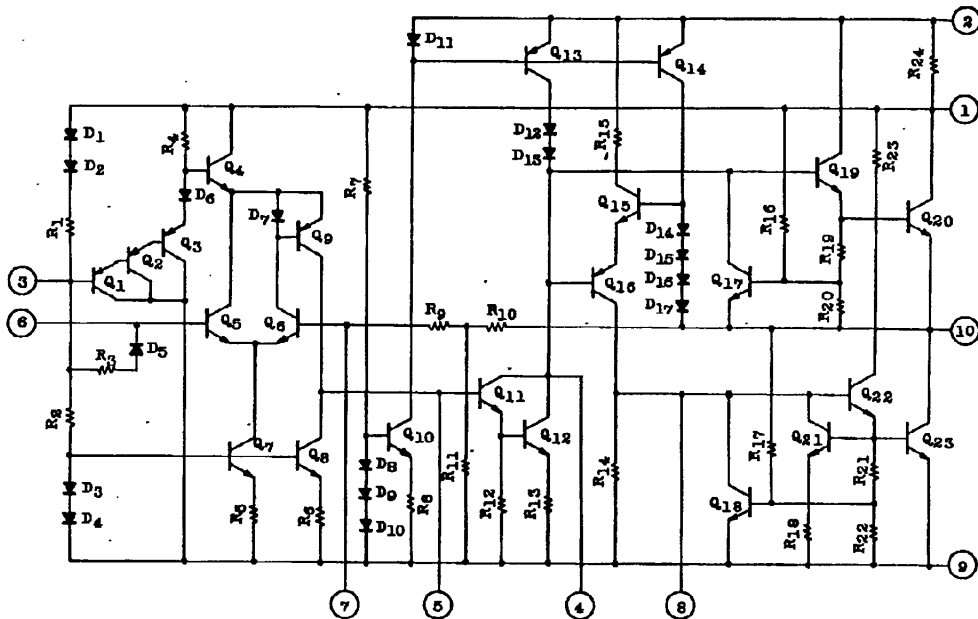 2
D11
Q13
Q14
R24
1
D1
R4
Q4
D12
R15
R23
D2
D13
Q19
R7
D6
D7
Q9
Q15
R16
Q20
R1
Q3
D14
R19
Q2
D15
3
Q1
Q16
D16
Q17
R20
6
Q5
Q6
R9
R10
D17
10
D5
R3
Q11
Q22
R2
Q7
Q8
Q10
R11
Q12
R14
R17
Q21
Q23
D3
D8
R21
D9
R12
R13
Q18
D4
R5
R6
D10
R8
R18
R22
9
7
5
4
8